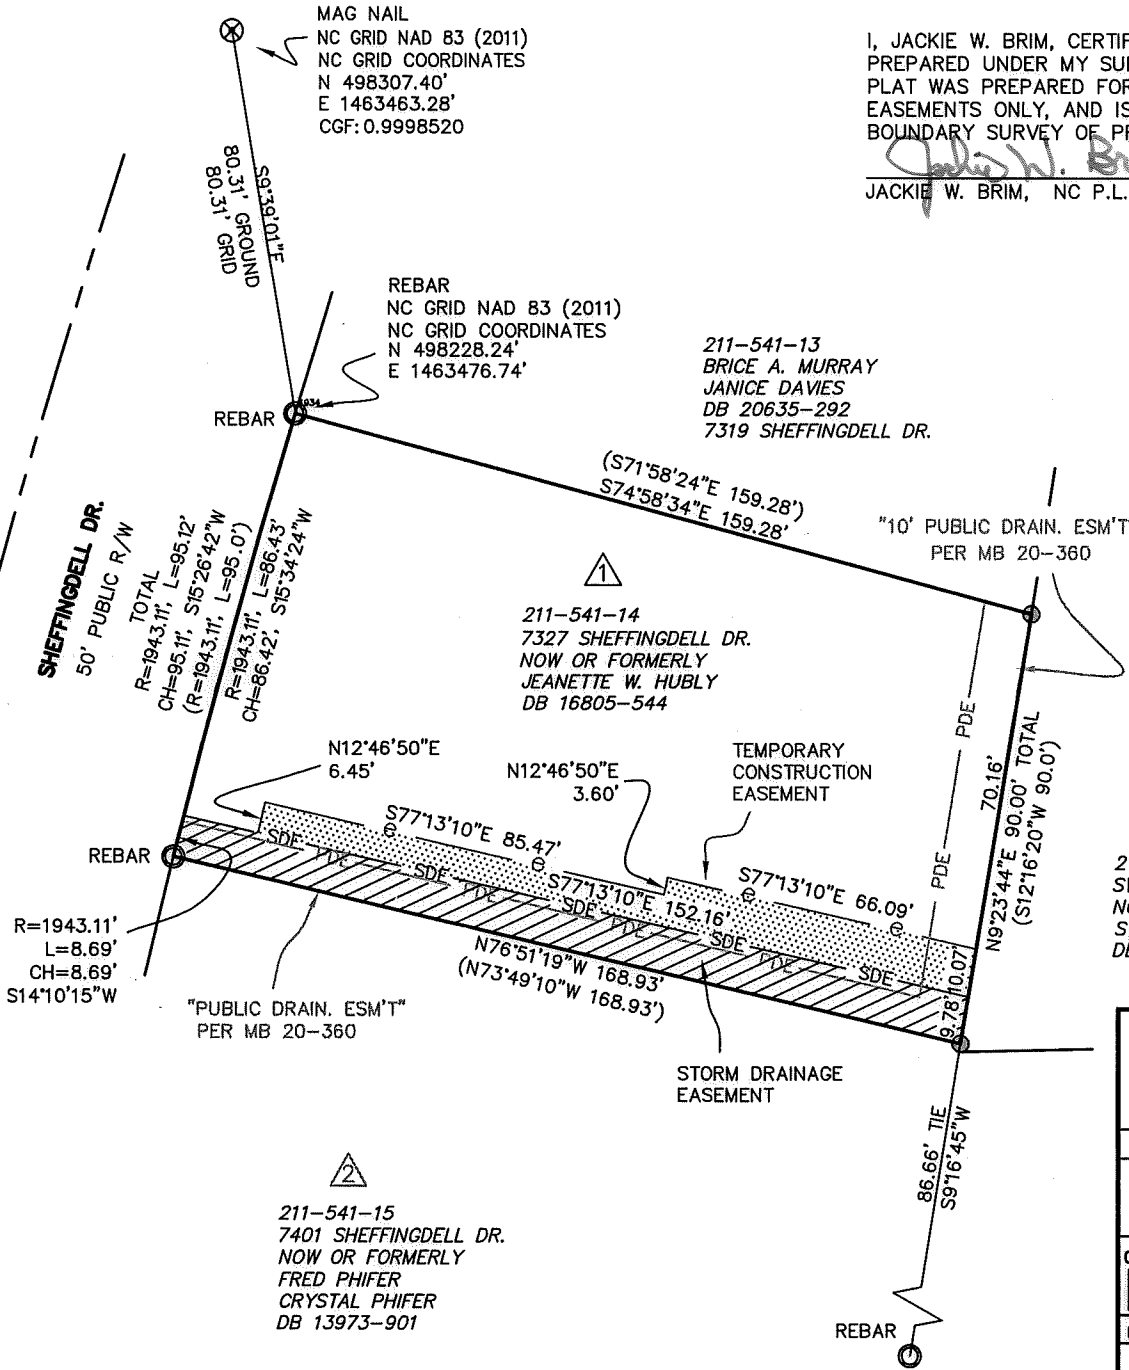 MAG NAIL
NC GRID NAD 83 (2011)
NC GRID COORDINATES
N 498307.40'
E 1463463.28'
CGF: 0.9998520
I, JACKIE W. BRIM, CERTIF
PREPARED UNDER MY SU
PLAT WAS PREPARED FOR
EASEMENTS ONLY, AND IS
BOUNDARY SURVEY OF PR
Jackie W. Br
JACKIE W. BRIM, NC P.L.
S9°39'01"E
80.31' GROUND
80.31' GRID
REBAR
NC GRID NAD 83 (2011)
NC GRID COORDINATES
N 498228.24'
E 1463476.74'
REBAR
211-541-13
BRICE A. MURRAY
JANICE DAVIES
DB 20635-292
7319 SHEFFINGDELL DR.
(S71°58'24"E 159.28')
S74°58'34"E 159.28'
"10' PUBLIC DRAIN. ESM'T
PER MB 20-360
SHEFFINGDELL DR.
50' PUBLIC R/W
TOTAL
R=1943.11', L=95.12'
CH=95.11', S15°26'42"W
(R=1943.11', L=95.0')
R=1943.11', L=86.43'
CH=86.42', S15°34'24"W
1
211-541-14
7327 SHEFFINGDELL DR.
NOW OR FORMERLY
JEANETTE W. HUBLY
DB 16805-544
N12°46'50"E
6.45'
N12°46'50"E
3.60'
TEMPORARY
CONSTRUCTION
EASEMENT
PDE
PDE
70.16'
N9°23'44"E 90.00' TOTAL
(S12°16'20"W 90.0')
S77°13'10"E 85.47'
e e e e
S77°13'10"E 66.09'
S77°13'10"E 152.16'
SDE PDE SDE PDE SDE PDE SDE SDE
REBAR
R=1943.11'
L=8.69'
CH=8.69'
S14°10'15"W
N76°51'19"W 168.93'
(N73°49'10"W 168.93')
9.78' 10.07'
"PUBLIC DRAIN. ESM'T"
PER MB 20-360
STORM DRAINAGE
EASEMENT
86.66' TIE
S9°16'45"W
2
211-541-15
7401 SHEFFINGDELL DR.
NOW OR FORMERLY
FRED PHIFER
CRYSTAL PHIFER
DB 13973-901
REBAR